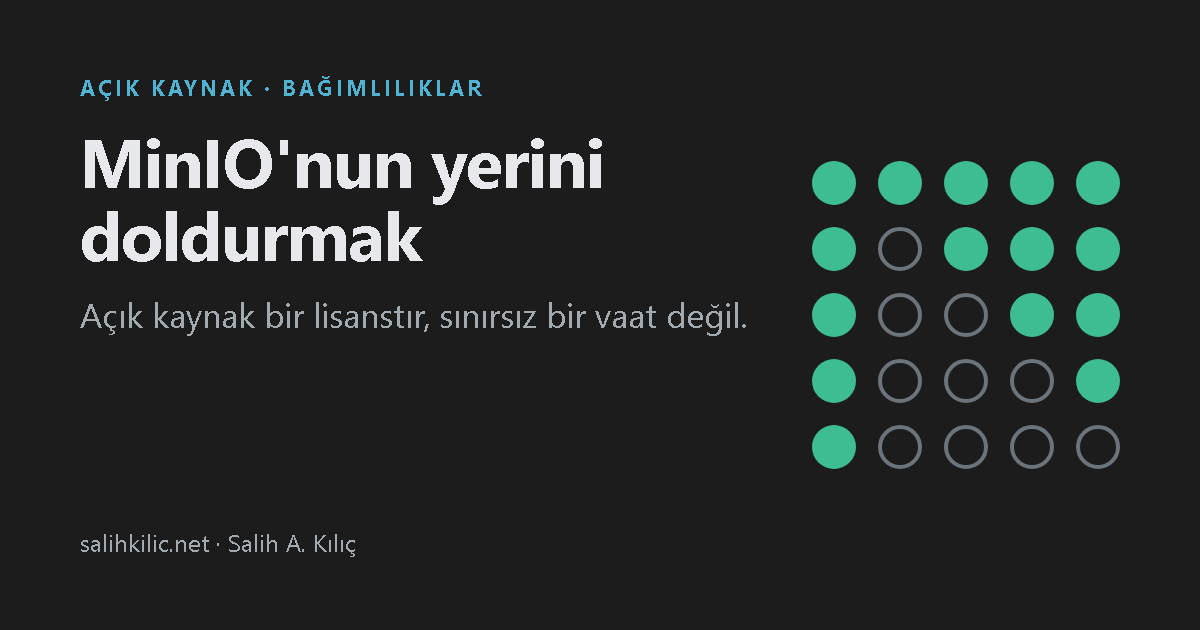 AÇIK KAYNAK · BAĞIMLILIKLAR
MinIO'nun yerini
doldurmak
Açık kaynak bir lisanstır, sınırsız bir vaat değil.
salihkilic.net · Salih A. Kılıç